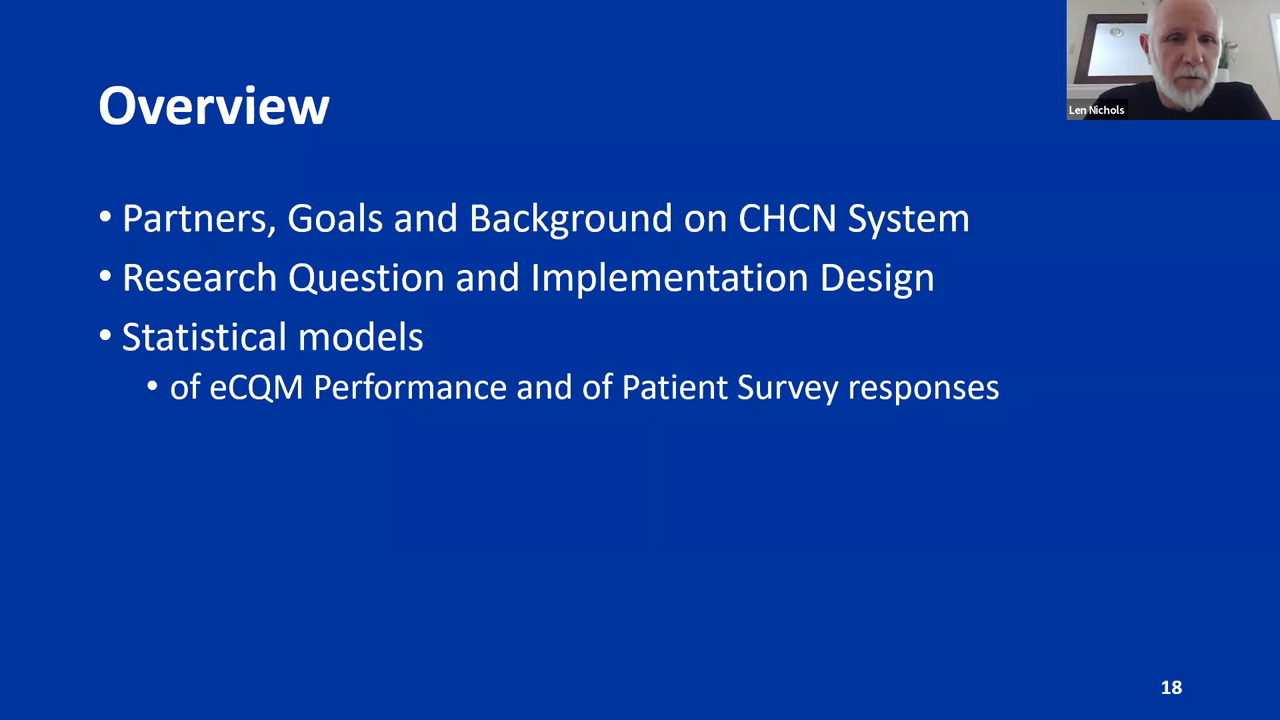 Overview
Len Nichols
• Partners, Goals and Background on CHCN System
• Research Question and Implementation Design
• Statistical models
• of eCQM Performance and of Patient Survey responses
18